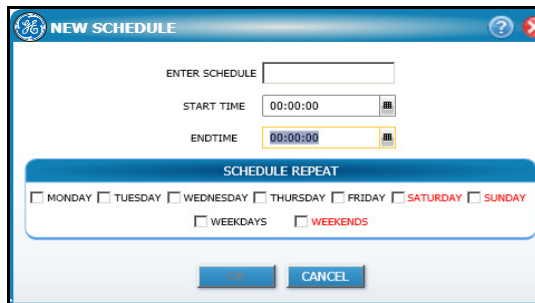 NEW SCHEDULE ?
ENTER SCHEDULE
START TIME 00:00:00
ENDTIME 00:00:00
SCHEDULE REPEAT
MONDAY TUESDAY WEDNESDAY THURSDAY FRIDAY SATURDAY SUNDAY
WEEKDAYS WEEKENDS
OK CANCEL